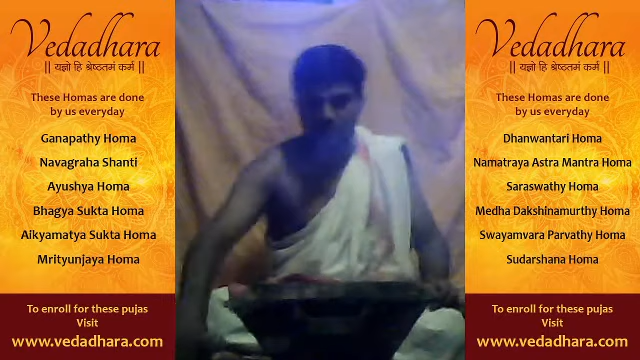 Vedadhara
|| यज्ञो हि श्रेष्ठतमं कर्म ||
These Homas are done
by us everyday
Ganapathy Homa
Navagraha Shanti
Ayushya Homa
Bhagya Sukta Homa
Aikyamatya Sukta Homa
Mrityunjaya Homa
To enroll for these pujas
Visit
www.vedadhara.com
Vedadhara
|| यज्ञो हि श्रेष्ठतमं कर्म ||
These Homas are done
by us everyday
Dhanwantari Homa
Namatraya Astra Mantra Homa
Saraswathy Homa
Medha Dakshinamurthy Homa
Swayamvara Parvathy Homa
Sudarshana Homa
To enroll for these pujas
Visit
www.vedadhara.com